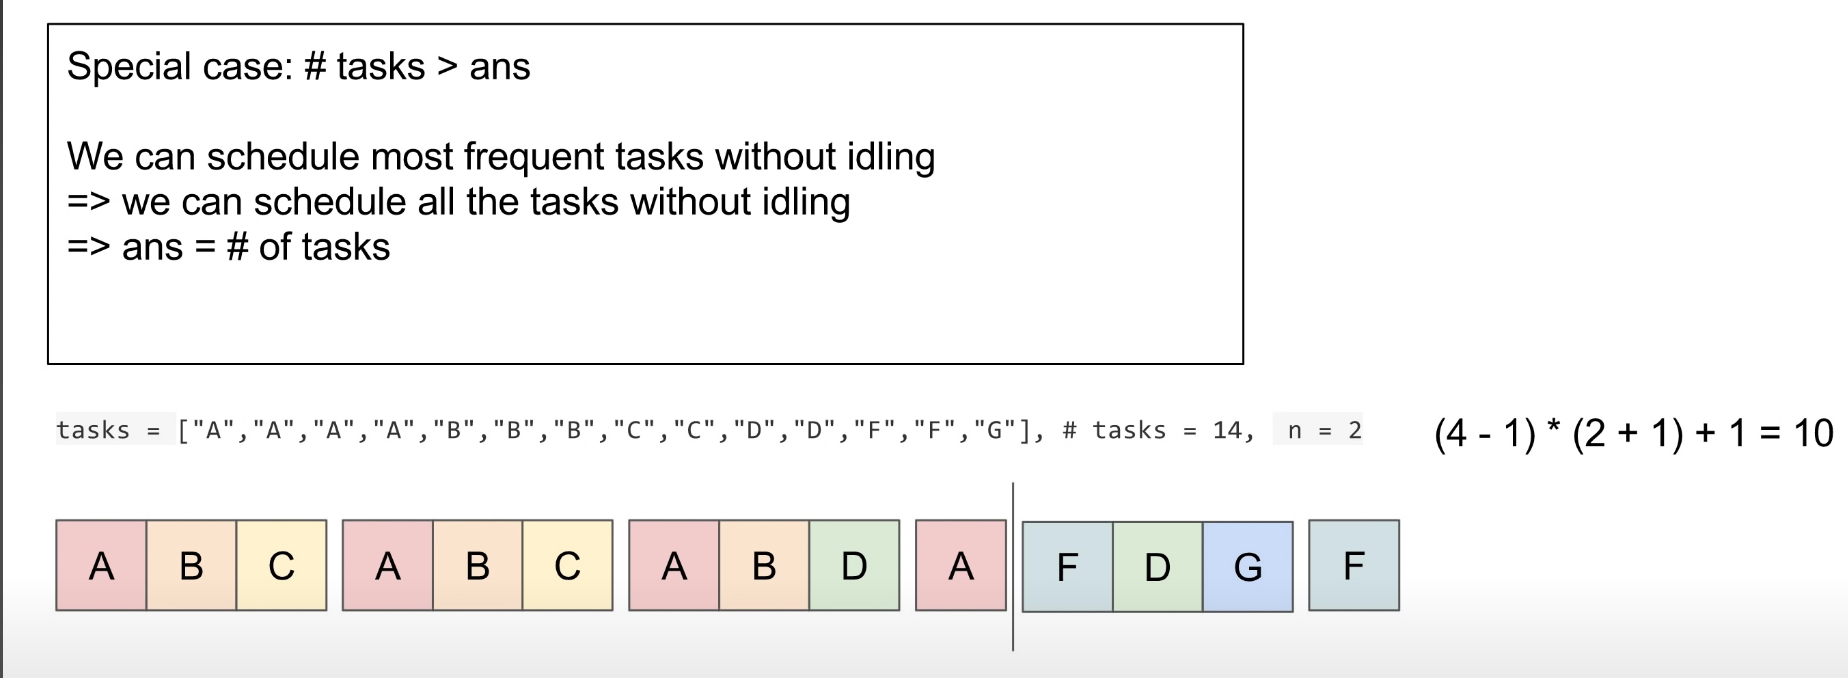 Special case: # tasks > ans
We can schedule most frequent tasks without idling
=> we can schedule all the tasks without idling
=> ans = # of tasks
tasks = ["A","A","A","A","B","B","B","C","C","D","D","F","F","G"], # tasks = 14, n = 2
(4 - 1) * (2 + 1) + 1 = 10
A B C A B C A B D A F D G F